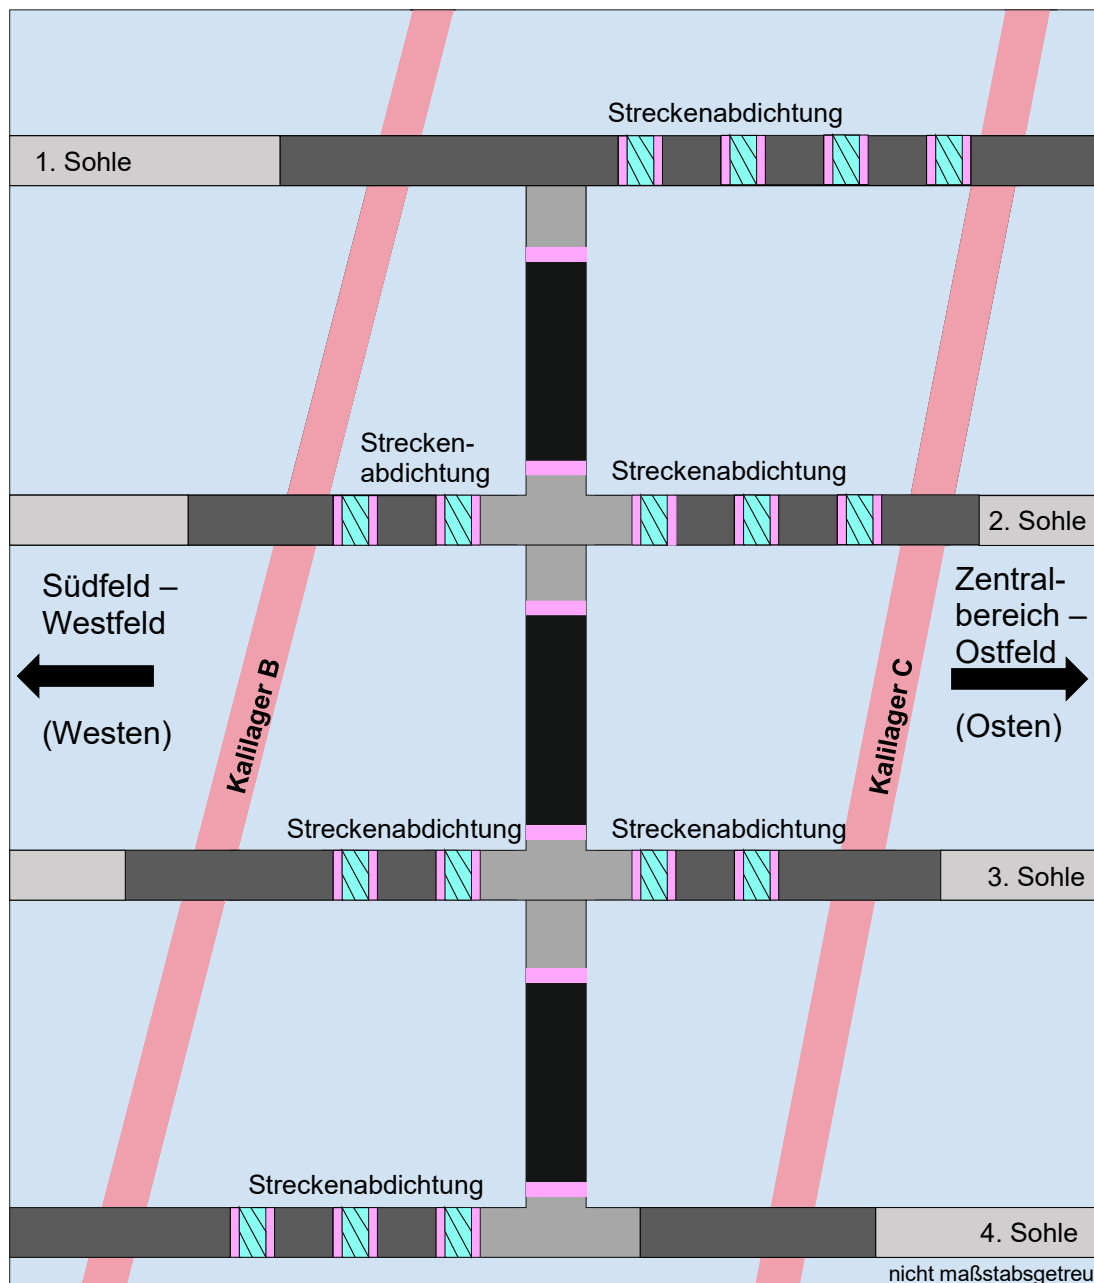 Streckenabdichtung
1. Sohle
Strecken-
abdichtung
Streckenabdichtung
2. Sohle
Südfeld –
Westfeld
(Westen)
Kalilager B
Kalilager C
Zentral-
bereich –
Ostfeld
(Osten)
Streckenabdichtung
Streckenabdichtung
3. Sohle
Streckenabdichtung
4. Sohle
nicht maßstabsgetreu